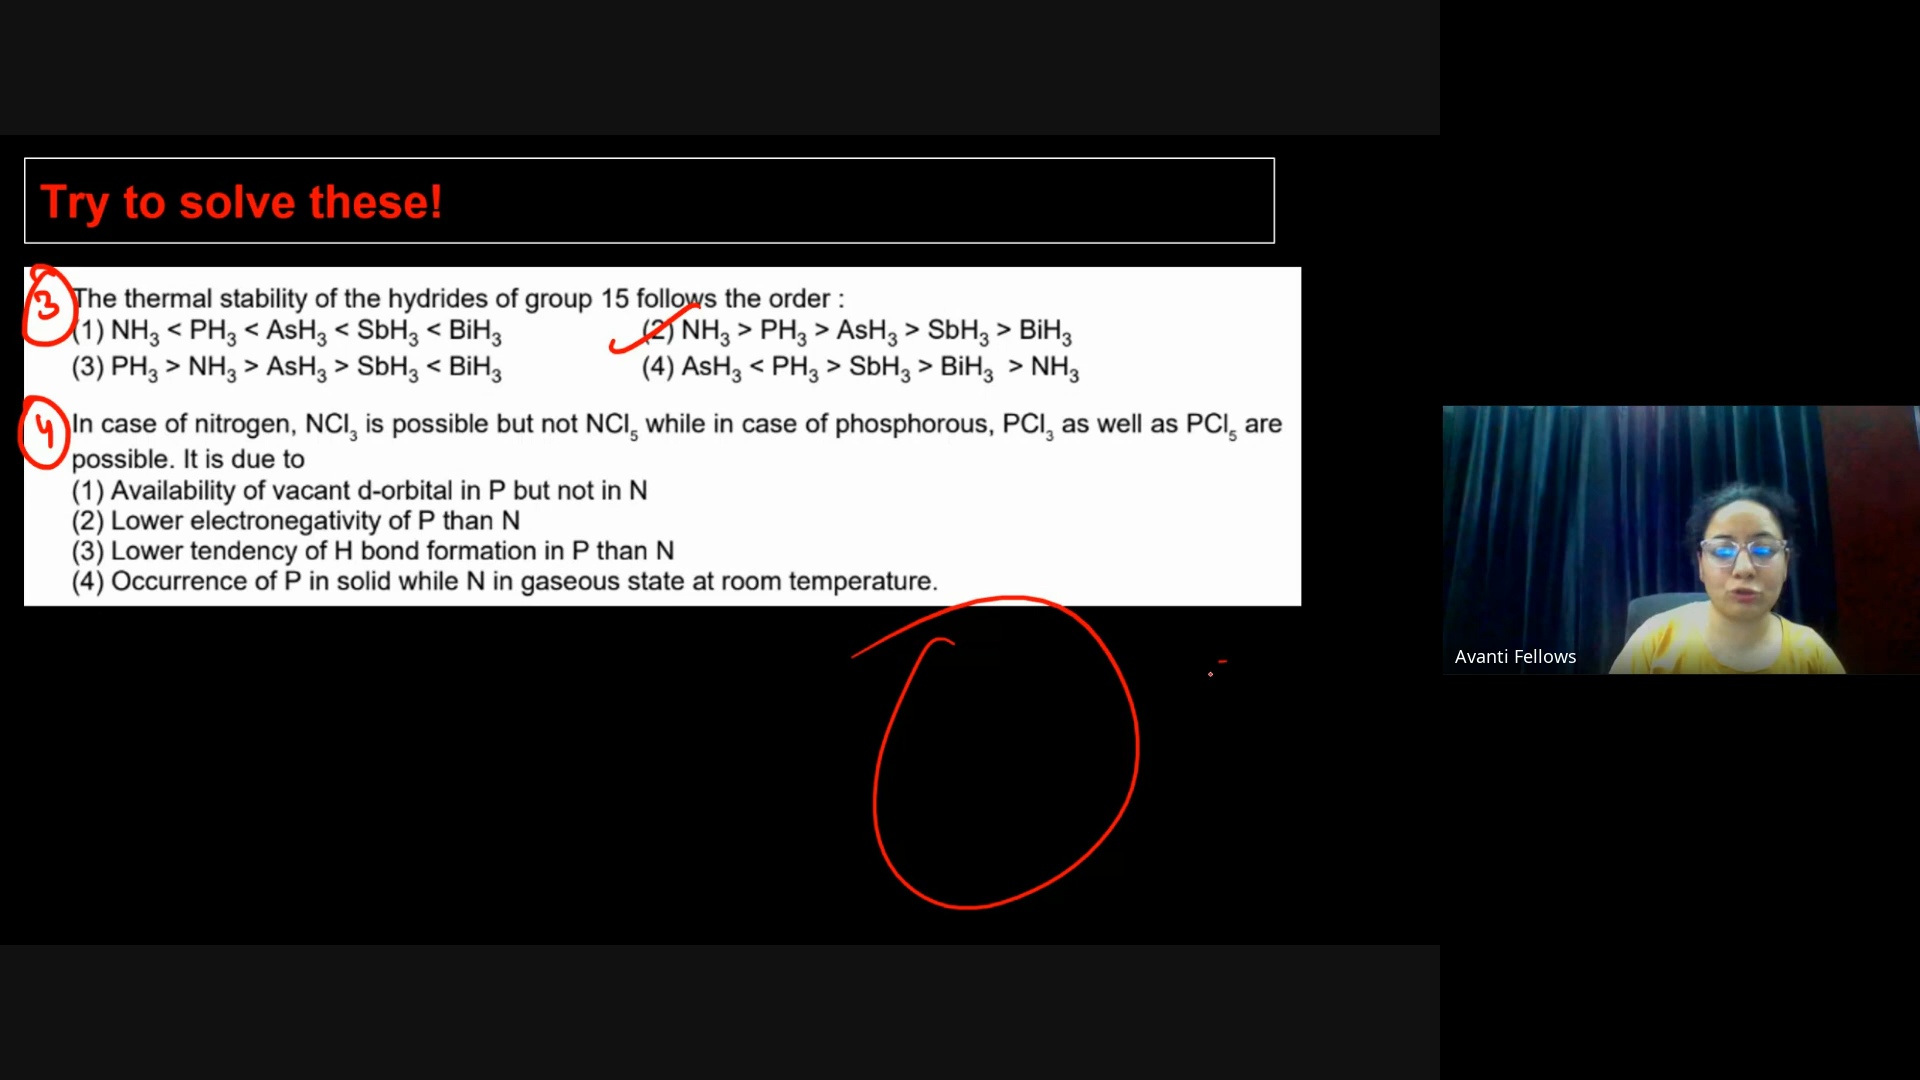 Try to solve these!
3 The thermal stability of the hydrides of group 15 follows the order :
(1) NH₃ < PH₃ < AsH₃ < SbH₃ < BiH₃ (2) NH₃ > PH₃ > AsH₃ > SbH₃ > BiH₃
(3) PH₃ > NH₃ > AsH₃ > SbH₃ < BiH₃ (4) AsH₃ < PH₃ > SbH₃ > BiH₃ > NH₃
4 In case of nitrogen, NCl₃ is possible but not NCl₅ while in case of phosphorous, PCl₃ as well as PCl₅ are
possible. It is due to
(1) Availability of vacant d-orbital in P but not in N
(2) Lower electronegativity of P than N
(3) Lower tendency of H bond formation in P than N
(4) Occurrence of P in solid while N in gaseous state at room temperature.
Avanti Fellows